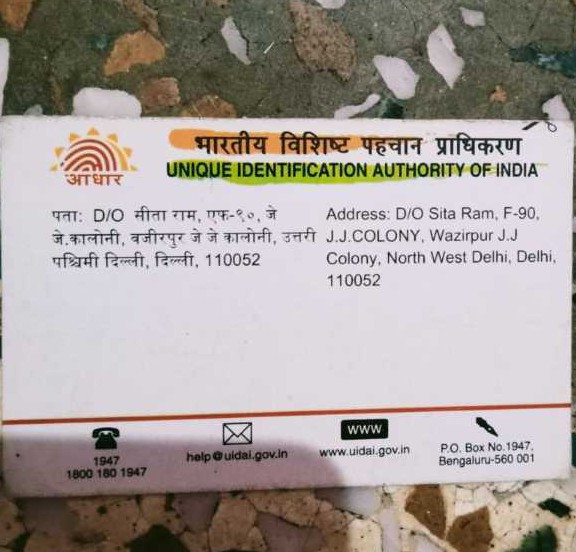 भारतीय विशिष्ट पहचान प्राधिकरण
UNIQUE IDENTIFICATION AUTHORITY OF INDIA
आधार
पता: D/O सीता राम, एफ-९०, जे
जे.कालोनी, वजीरपुर जे जे कालोनी, उत्तरी
पश्चिमी दिल्ली, दिल्ली, 110052
Address: D/O Sita Ram, F-90,
J.J.COLONY, Wazirpur J.J
Colony, North West Delhi, Delhi,
110052
1947
1800 180 1947
help@uidai.gov.in
www
www.uidai.gov.in
P.O. Box No.1947,
Bengaluru-560 001